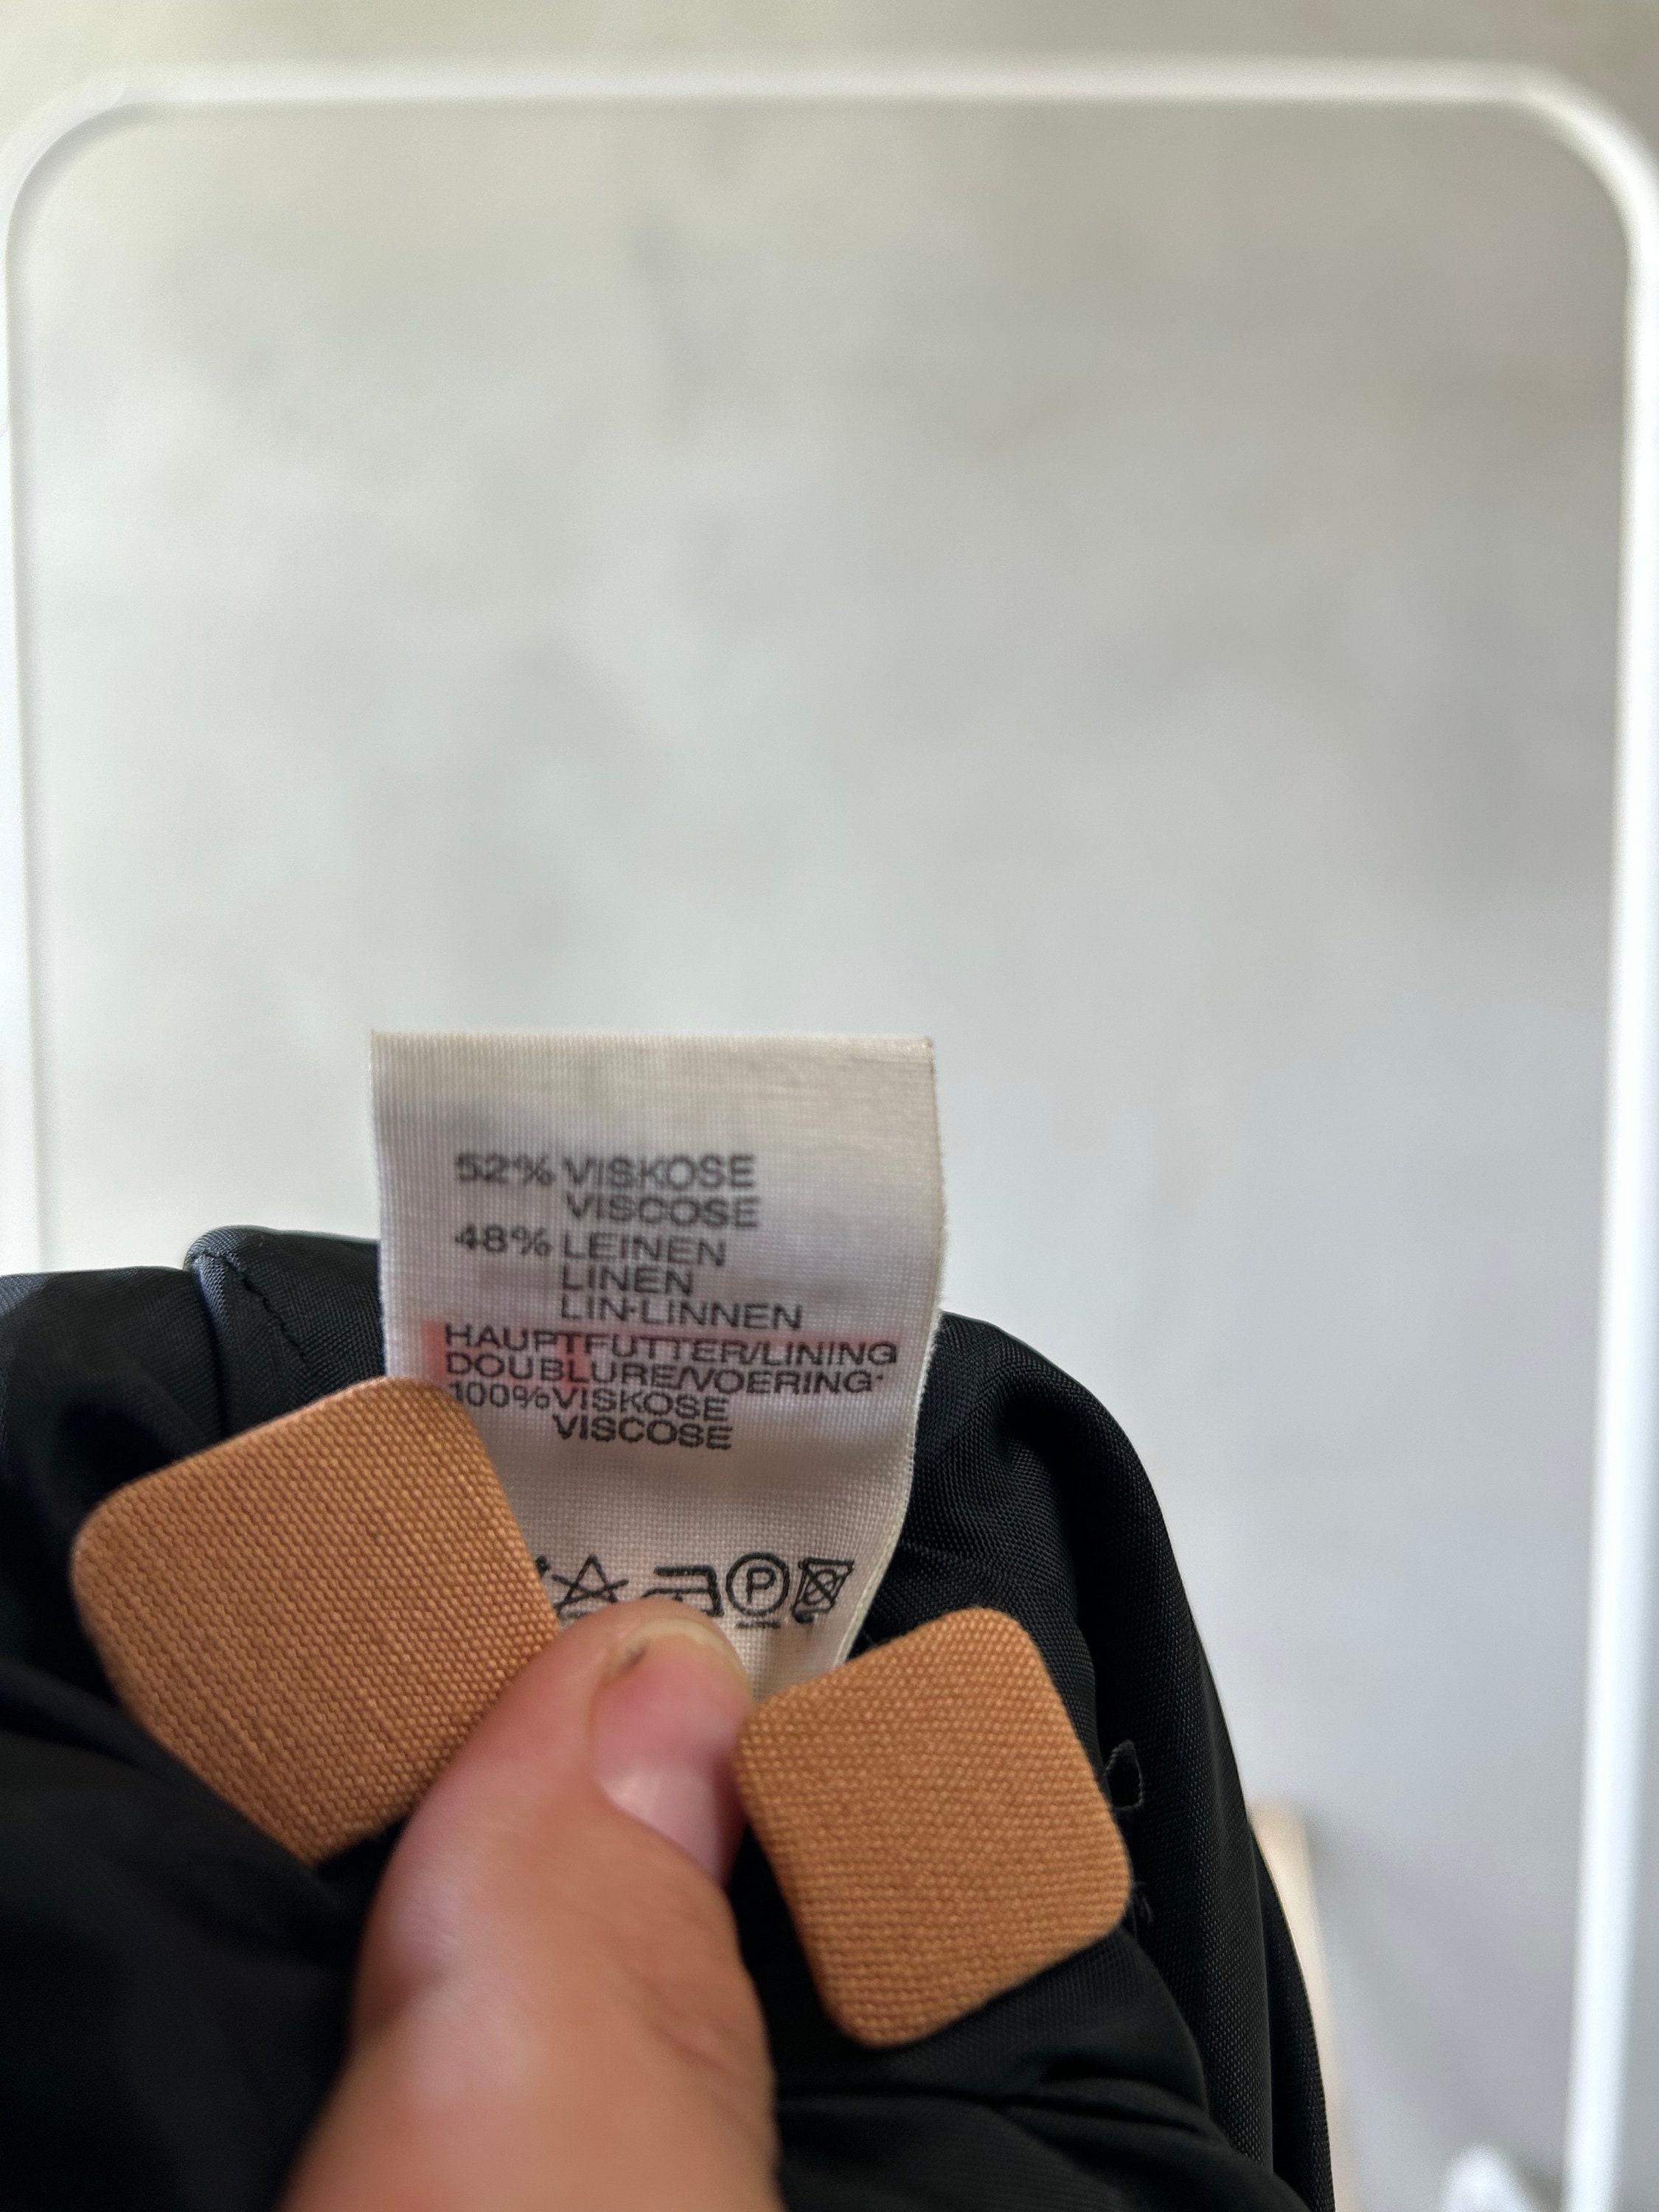 52% VISKOSE
VISCOSE
48% LEINEN
LINEN
LIN-LINNEN
HAUPTFUTTER/LINING
DOUBLURE/VOERING
100% VISKOSE
VISCOSE
P